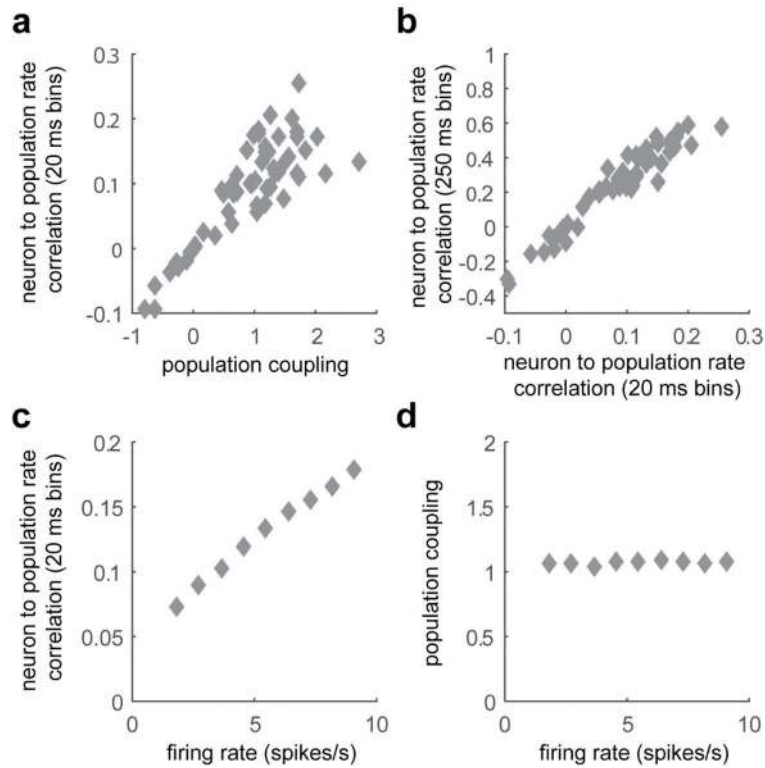 a
neuron to population rate
correlation (20 ms bins)
0.3
0.2
0.1
0
-0.1
-1
0
1
2
3
population coupling
b
neuron to population rate
correlation (250 ms bins)
1
0.8
0.6
0.4
0.2
0
-0.2
-0.4
-0.1
0
0.1
0.2
0.3
neuron to population rate
correlation (20 ms bins)
c
neuron to population rate
correlation (20 ms bins)
0.2
0.15
0.1
0.05
0
0
5
10
firing rate (spikes/s)
d
population coupling
2
1.5
1
0.5
0
0
5
10
firing rate (spikes/s)